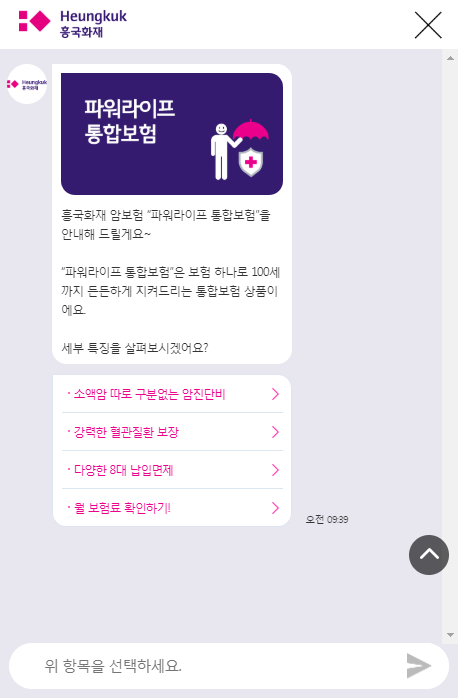 Heungkuk
흥국화재
Heungkuk
흥국화재
파워라이프
통합보험
흥국화재 암보험 “파워라이프 통합보험”을
안내해 드릴게요~
“파워라이프 통합보험”은 보험 하나로 100세
까지 든든하게 지켜드리는 통합보험 상품이
에요.
세부 특징을 살펴보시겠어요?
· 소액암 따로 구분없는 암진단비
· 강력한 혈관질환 보장
· 다양한 8대 납입면제
· 월 보험료 확인하기!
오전 09:39
위 항목을 선택하세요.